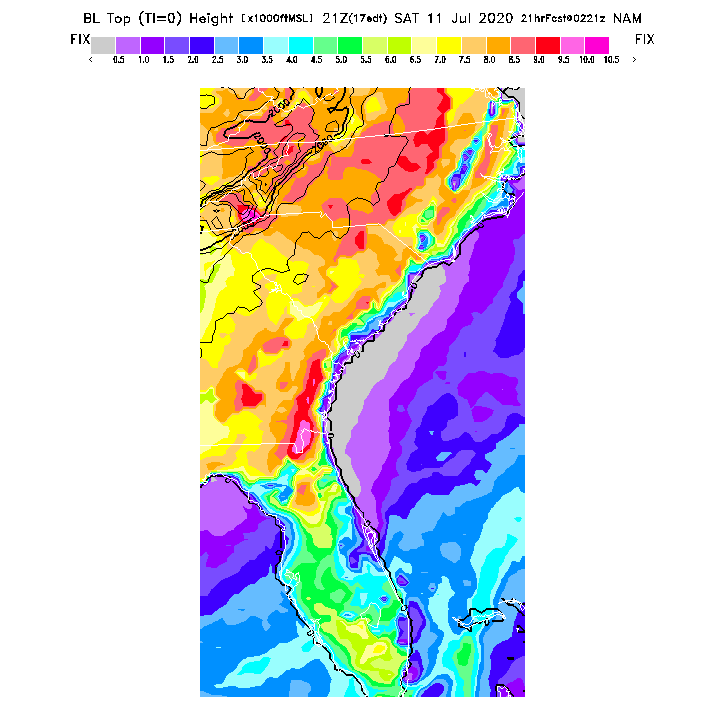 BL Top (TI=0) Height [x1000ftMSL] 21Z(17edt) SAT 11 Jul 2020 21hrFcst@0221z NAM
FIX FIX
< 0.5 1.0 1.5 2.0 2.5 3.0 3.5 4.0 4.5 5.0 5.5 6.0 6.5 7.0 7.5 8.0 8.5 9.0 9.5 10.0 10.5 >
2000
2000